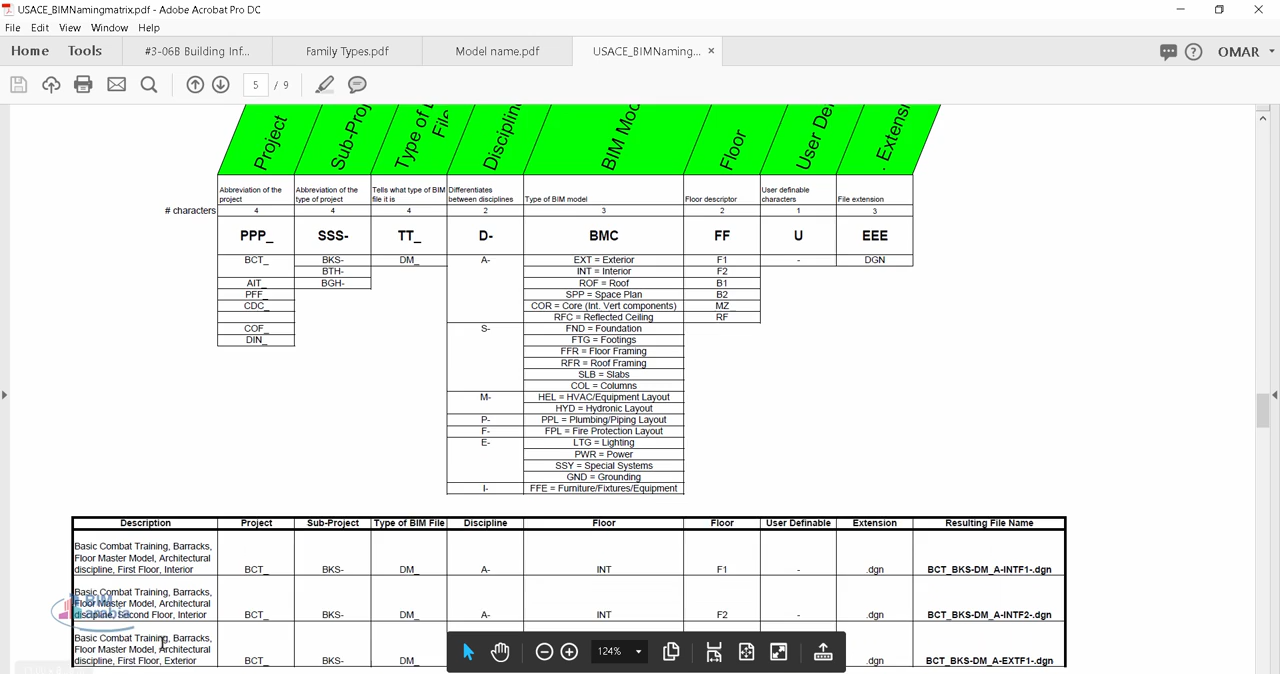 USACE_BIMNamingmatrix.pdf - Adobe Acrobat Pro DC
File Edit View Window Help
Home Tools #3-06B Building Inf... Family Types.pdf Model name.pdf USACE_BIMNaming... × OMAR
5 / 9
Project Sub-Proj Type of File Disciplin BIM Mod Floor User De . Extensi
Abbreviation of the project Abbreviation of the type of project Tells what type of BIM file it is Differentiates between disciplines Type of BIM model Floor descriptor User definable characters File extension
# characters 4 4 4 2 3 2 1 3
PPP_ SSS- TT_ D- BMC FF U EEE
BCT_ BKS- DM_ A- EXT = Exterior F1 - DGN
BTH- INT = Interior F2
AIT_ BGH- ROF = Roof B1
PFF_ SPP = Space Plan B2
CDC_ COR = Core (Int. Vert components) MZ
RFC = Reflected Ceiling RF
COF_ S- FND = Foundation
DIN_ FTG = Footings
FFR = Floor Framing
RFR = Roof Framing
SLB = Slabs
COL = Columns
M- HEL = HVAC/Equipment Layout
HYD = Hydronic Layout
P- PPL = Plumbing/Piping Layout
F- FPL = Fire Protection Layout
E- LTG = Lighting
PWR = Power
SSY = Special Systems
GND = Grounding
I- FFE = Furniture/Fixtures/Equipment
Description Project Sub-Project Type of BIM File Discipline Floor Floor User Definable Extension Resulting File Name
Basic Combat Training, Barracks,
Floor Master Model, Architectural
discipline, First Floor, Interior BCT_ BKS- DM_ A- INT F1 - .dgn BCT_BKS-DM_A-INTF1-.dgn
Basic Combat Training, Barracks,
Floor Master Model, Architectural
discipline, Second Floor, Interior BCT_ BKS- DM_ A- INT F2 - .dgn BCT_BKS-DM_A-INTF2-.dgn
Basic Combat Training, Barracks,
Floor Master Model, Architectural
discipline, First Floor, Exterior BCT_ BKS- DM_ .dgn BCT_BKS-DM_A-EXTF1-.dgn
BIM
arabia
124%